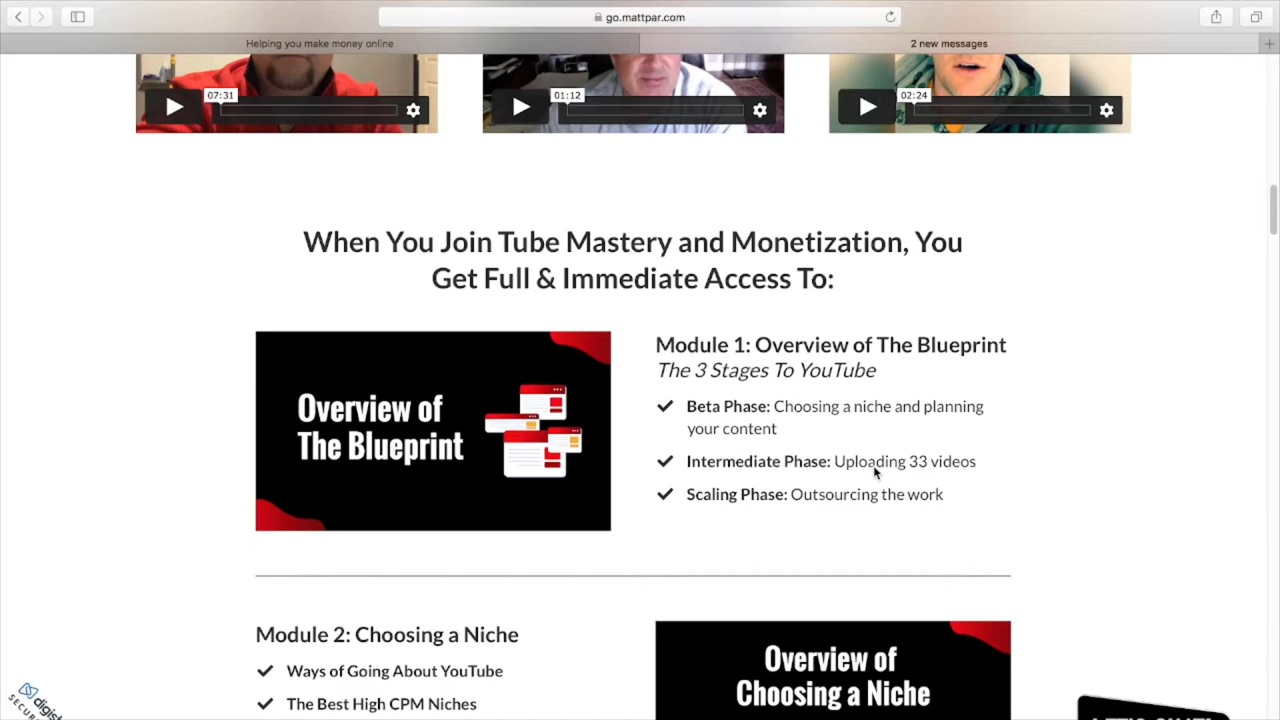 go.mattpar.com
Helping you make money online
2 new messages
07:31
01:12
02:24
When You Join Tube Mastery and Monetization, You
Get Full & Immediate Access To:
Overview of
The Blueprint
Module 1: Overview of The Blueprint
The 3 Stages To YouTube
Beta Phase: Choosing a niche and planning
your content
Intermediate Phase: Uploading 33 videos
Scaling Phase: Outsourcing the work
Module 2: Choosing a Niche
Ways of Going About YouTube
The Best High CPM Niches
Overview of
Choosing a Niche